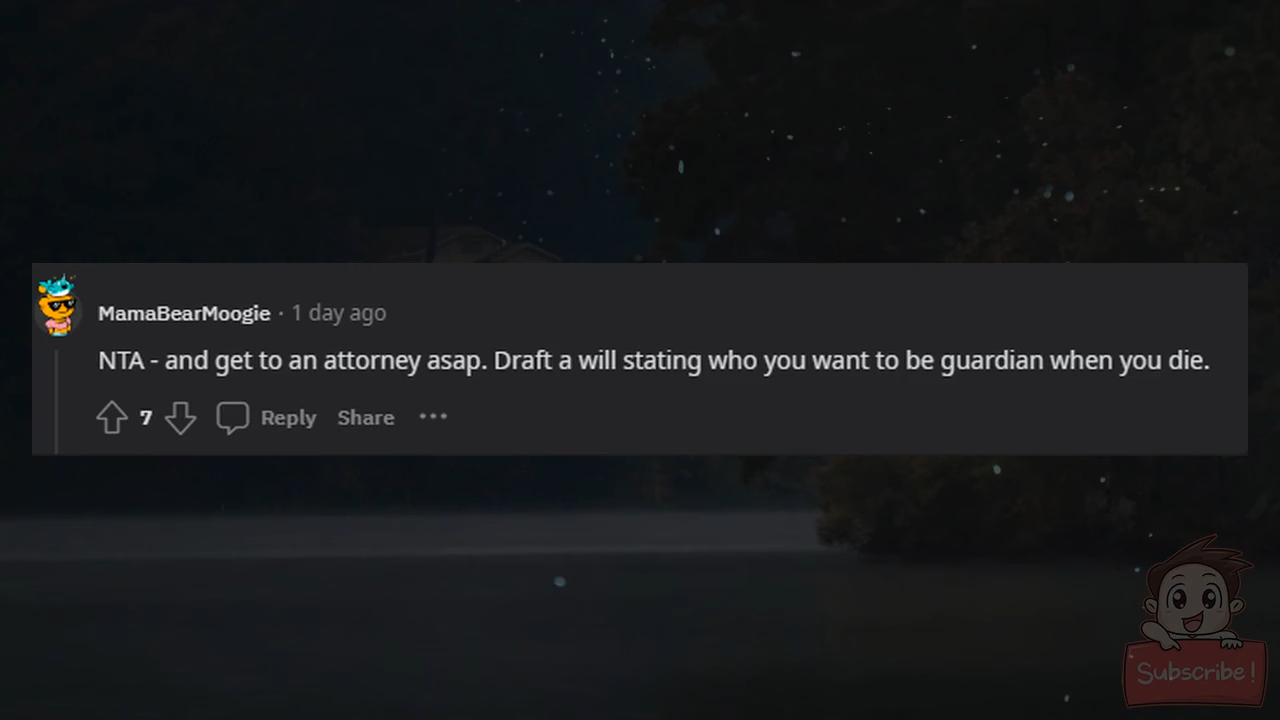 MamaBearMoogie · 1 day ago
NTA - and get to an attorney asap. Draft a will stating who you want to be guardian when you die.
7 Reply Share ···
Subscribe!